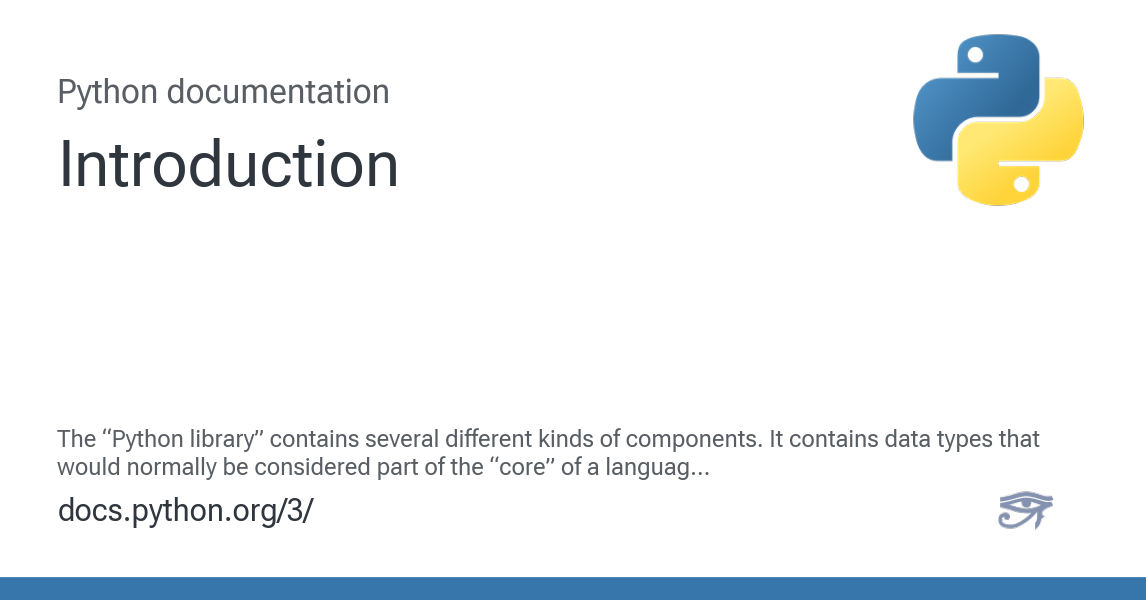 Python documentation
Introduction
The “Python library” contains several different kinds of components. It contains data types that
would normally be considered part of the “core” of a languag...
docs.python.org/3/